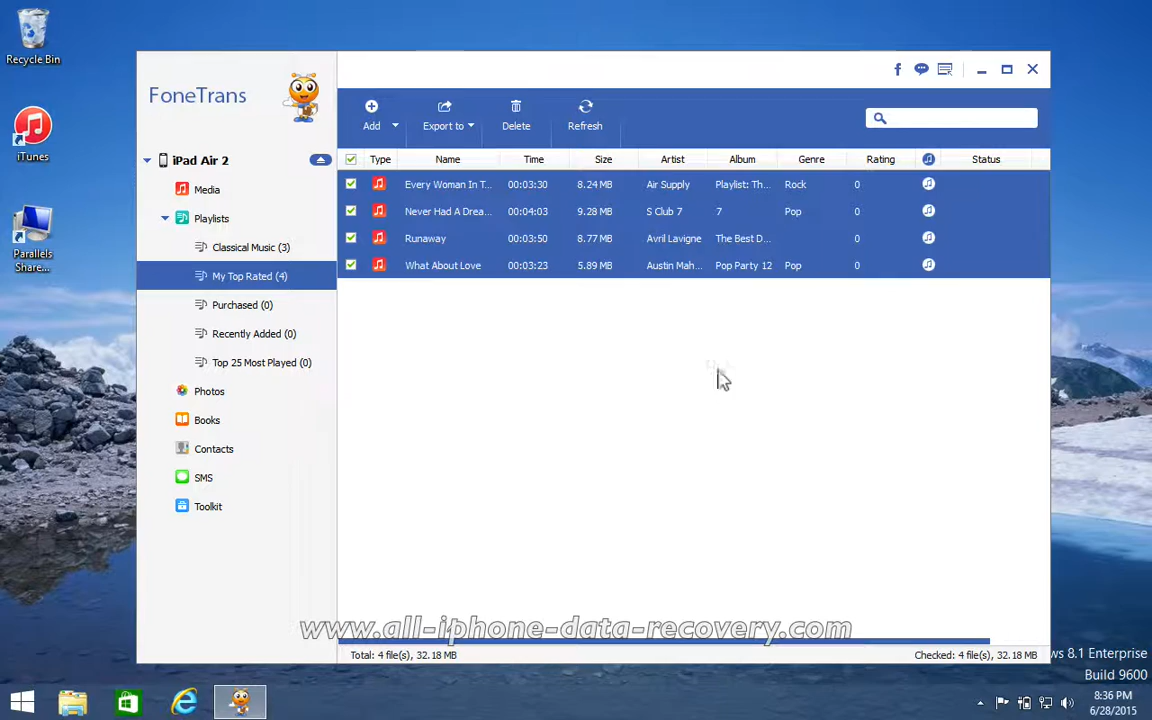 Recycle Bin
iTunes
Parallels
Share...
FoneTrans
iPad Air 2
Media
Playlists
Classical Music (3)
My Top Rated (4)
Purchased (0)
Recently Added (0)
Top 25 Most Played (0)
Photos
Books
Contacts
SMS
Toolkit
Add
Export to
Delete
Refresh
Type Name Time Size Artist Album Genre Rating Status
Every Woman In T... 00:03:30 8.24 MB Air Supply Playlist: Th... Rock 0
Never Had A Drea... 00:04:03 9.28 MB S Club 7 7 Pop 0
Runaway 00:03:50 8.77 MB Avril Lavigne The Best D... 0
What About Love 00:03:23 5.89 MB Austin Mah... Pop Party 12 Pop 0
www.all-iphone-data-recovery.com
Total: 4 file(s), 32.18 MB
Checked: 4 file(s), 32.18 MB
ws 8.1 Enterprise
Build 9600
8:36 PM
6/28/2015